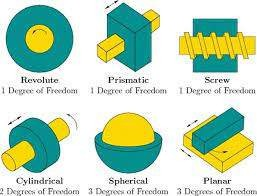 Revolute
1 Degree of Freedom
Prismatic
1 Degree of Freedom
Screw
1 Degree of Freedom
Cylindrical
2 Degrees of Freedom
Spherical
3 Degrees of Freedom
Planar
3 Degrees of Freedom